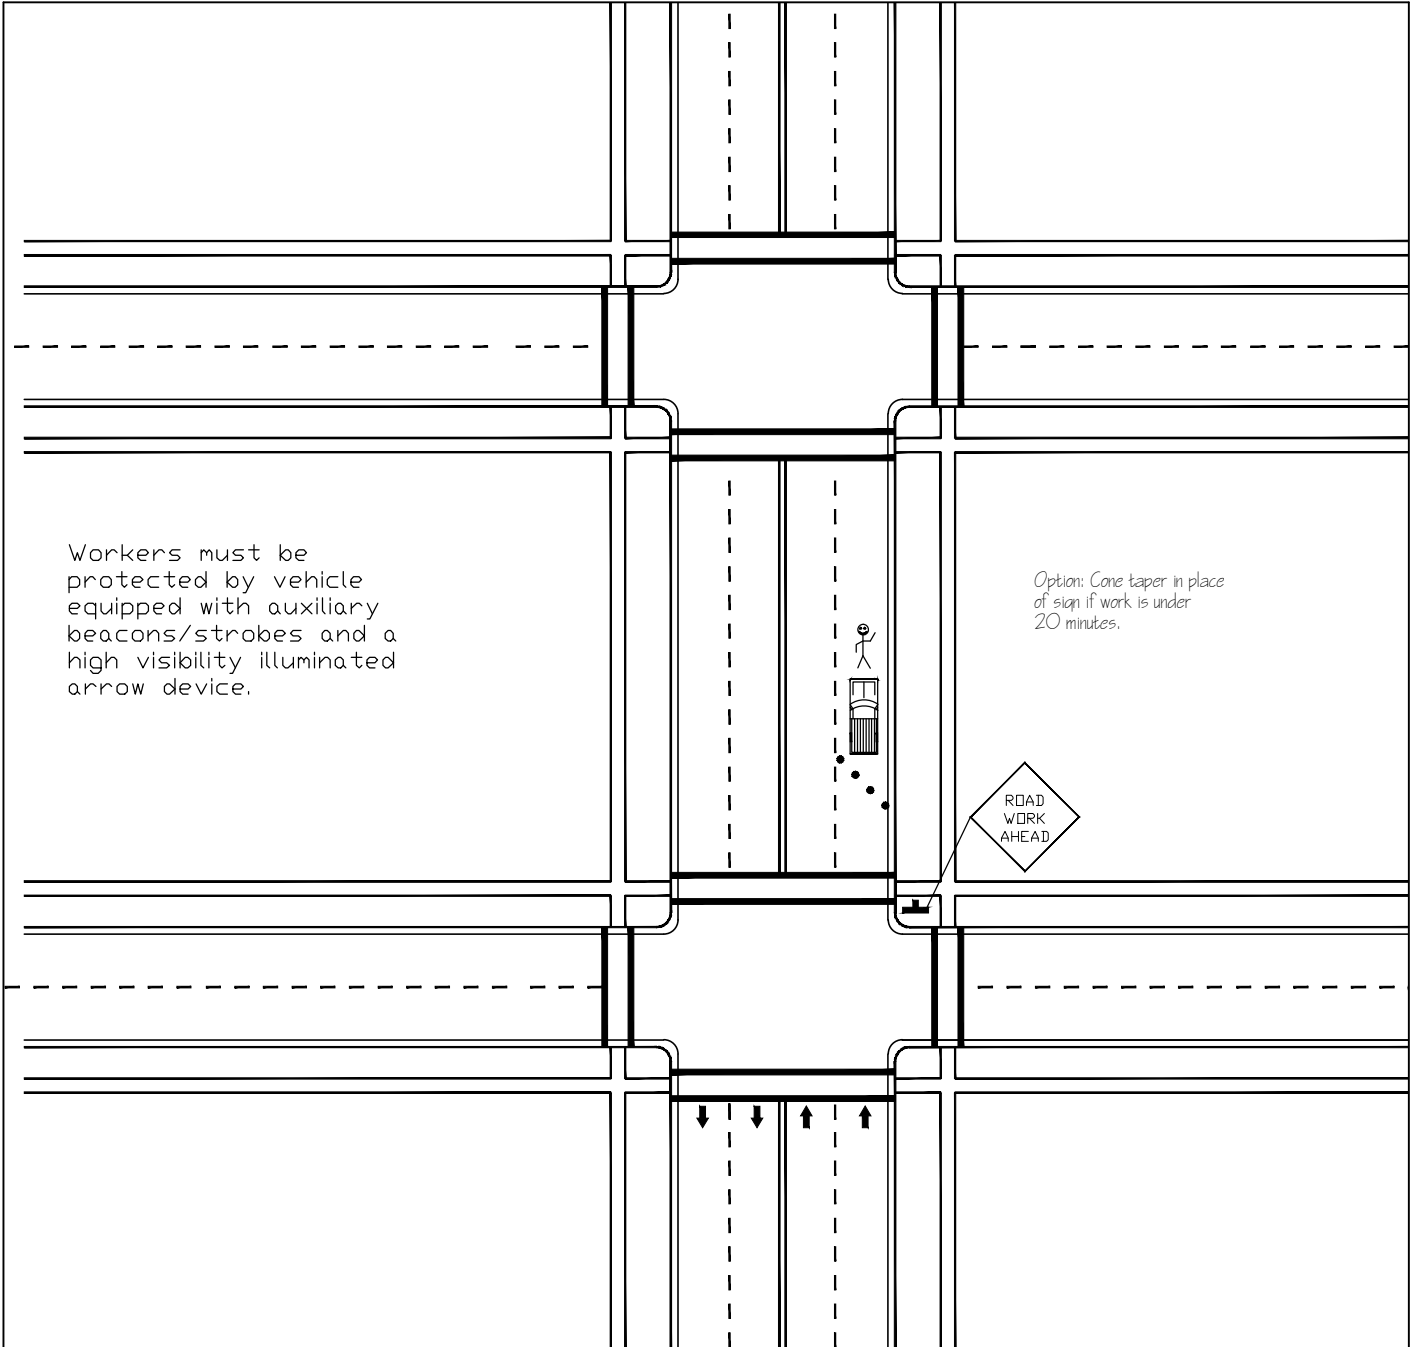 Workers must be
protected by vehicle
equipped with auxiliary
beacons/strobes and a
high visibility illuminated
arrow device.
Option: Cone taper in place
of sign if work is under
20 minutes.
ROAD
WORK
AHEAD